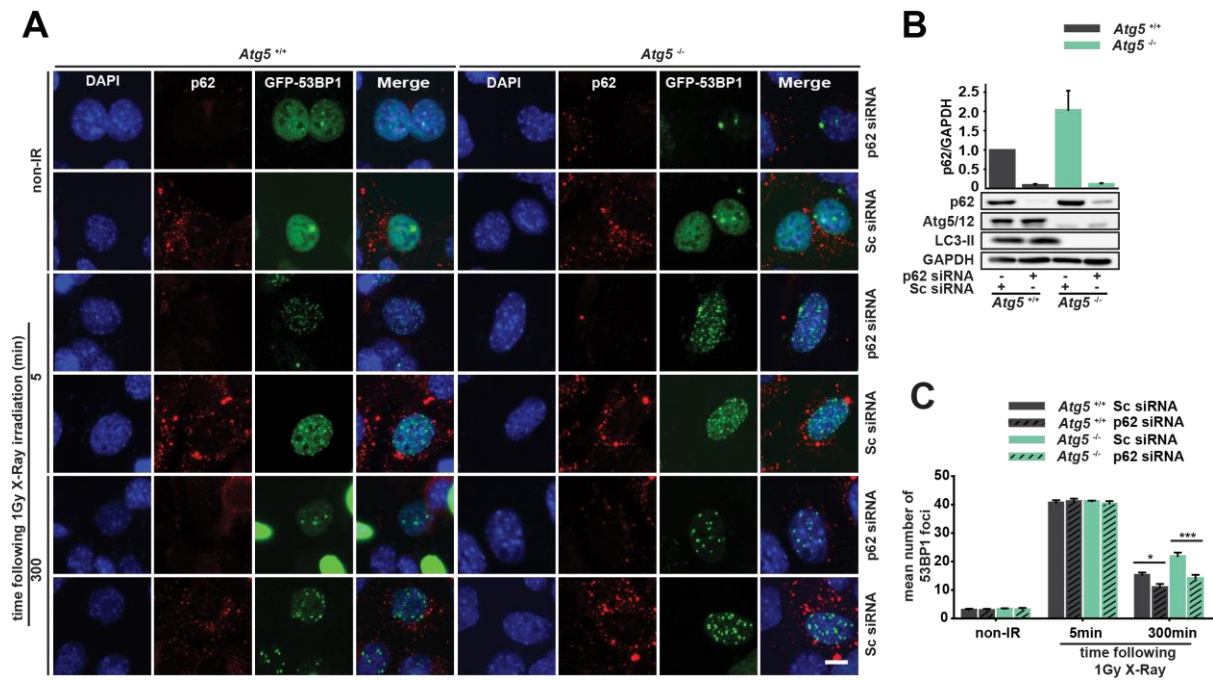 A
Atg5 +/+
Atg5 -/-
DAPI
p62
GFP-53BP1
Merge
DAPI
p62
GFP-53BP1
Merge
non-IR
time following 1Gy X-Ray irradiation (min)
5
300
p62 siRNA
Sc siRNA
p62 siRNA
Sc siRNA
p62 siRNA
Sc siRNA
B
Atg5 +/+
Atg5 -/-
p62/GAPDH
2.5
2.0
1.5
1.0
0.5
0
p62
Atg5/12
LC3-II
GAPDH
p62 siRNA - + - +
Sc siRNA + - + -
Atg5 +/+ Atg5 -/-
C
Atg5 +/+ Sc siRNA
Atg5 +/+ p62 siRNA
Atg5 -/- Sc siRNA
Atg5 -/- p62 siRNA
mean number of
53BP1 foci
50
40
30
20
10
0
* ***
non-IR 5min 300min
time following
1Gy X-Ray